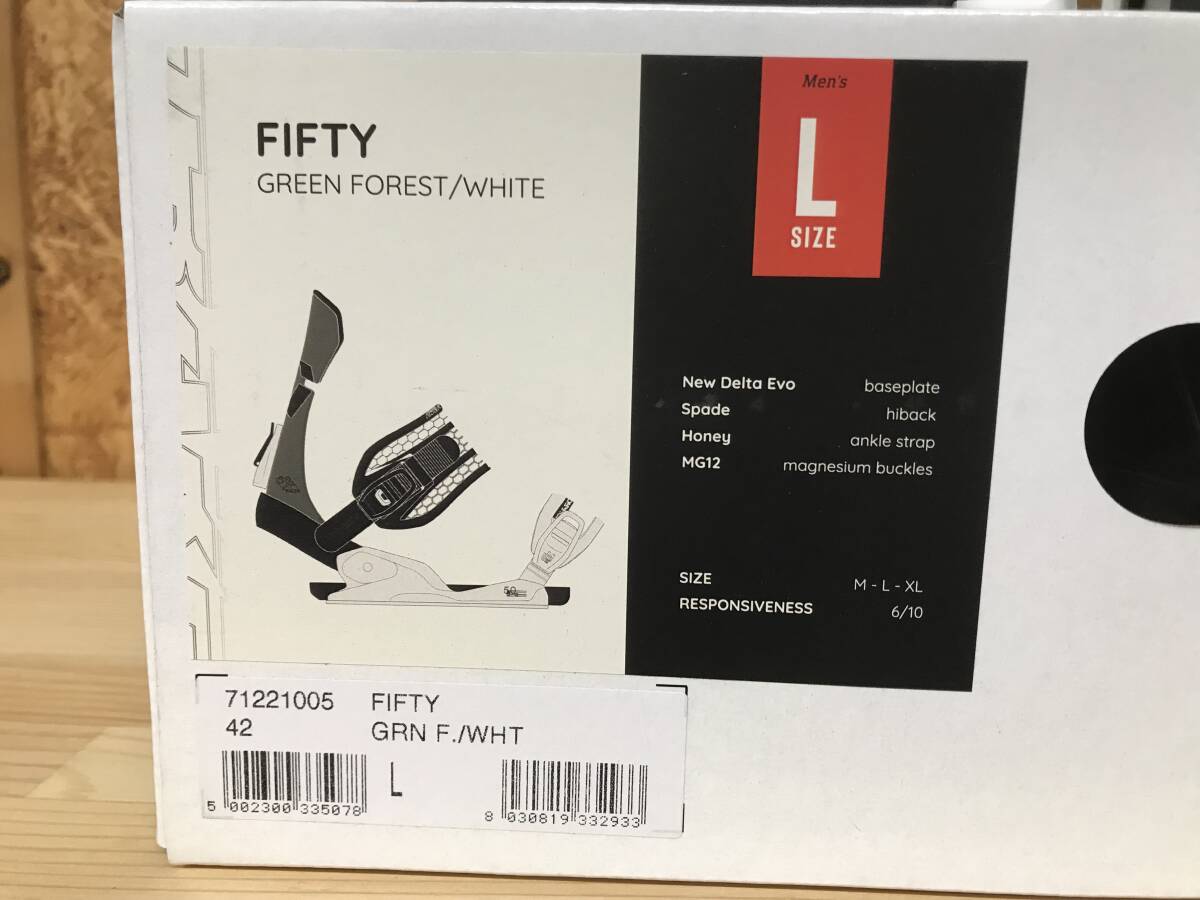 FIFTY
GREEN FOREST/WHITE
Men's
L
SIZE
New Delta Evo baseplate
Spade hiback
Honey ankle strap
MG12 magnesium buckles
SIZE M - L - XL
RESPONSIVENESS 6/10
71221005 FIFTY
42 GRN F./WHT
L
5 002300 335078
8 030819 332933